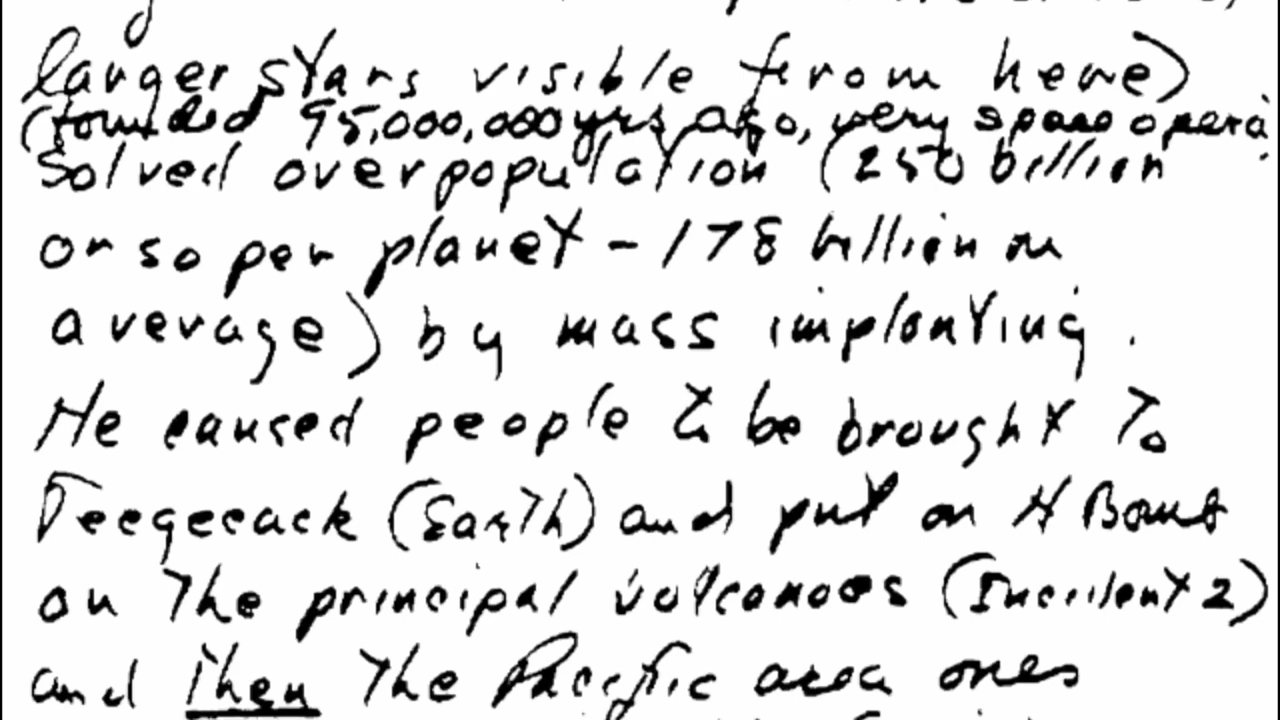 larger stars visible from here)
(founded 95,000,000 yrs ago, very space opera.
Solved overpopulation (250 billion
or so per planet - 178 billion on
average) by mass implanting.
He caused people to be brought to
Teegeeack (Earth) and put an H Bomb
on the principal volcanoes (Incident 2)
and then the Pacific area ones